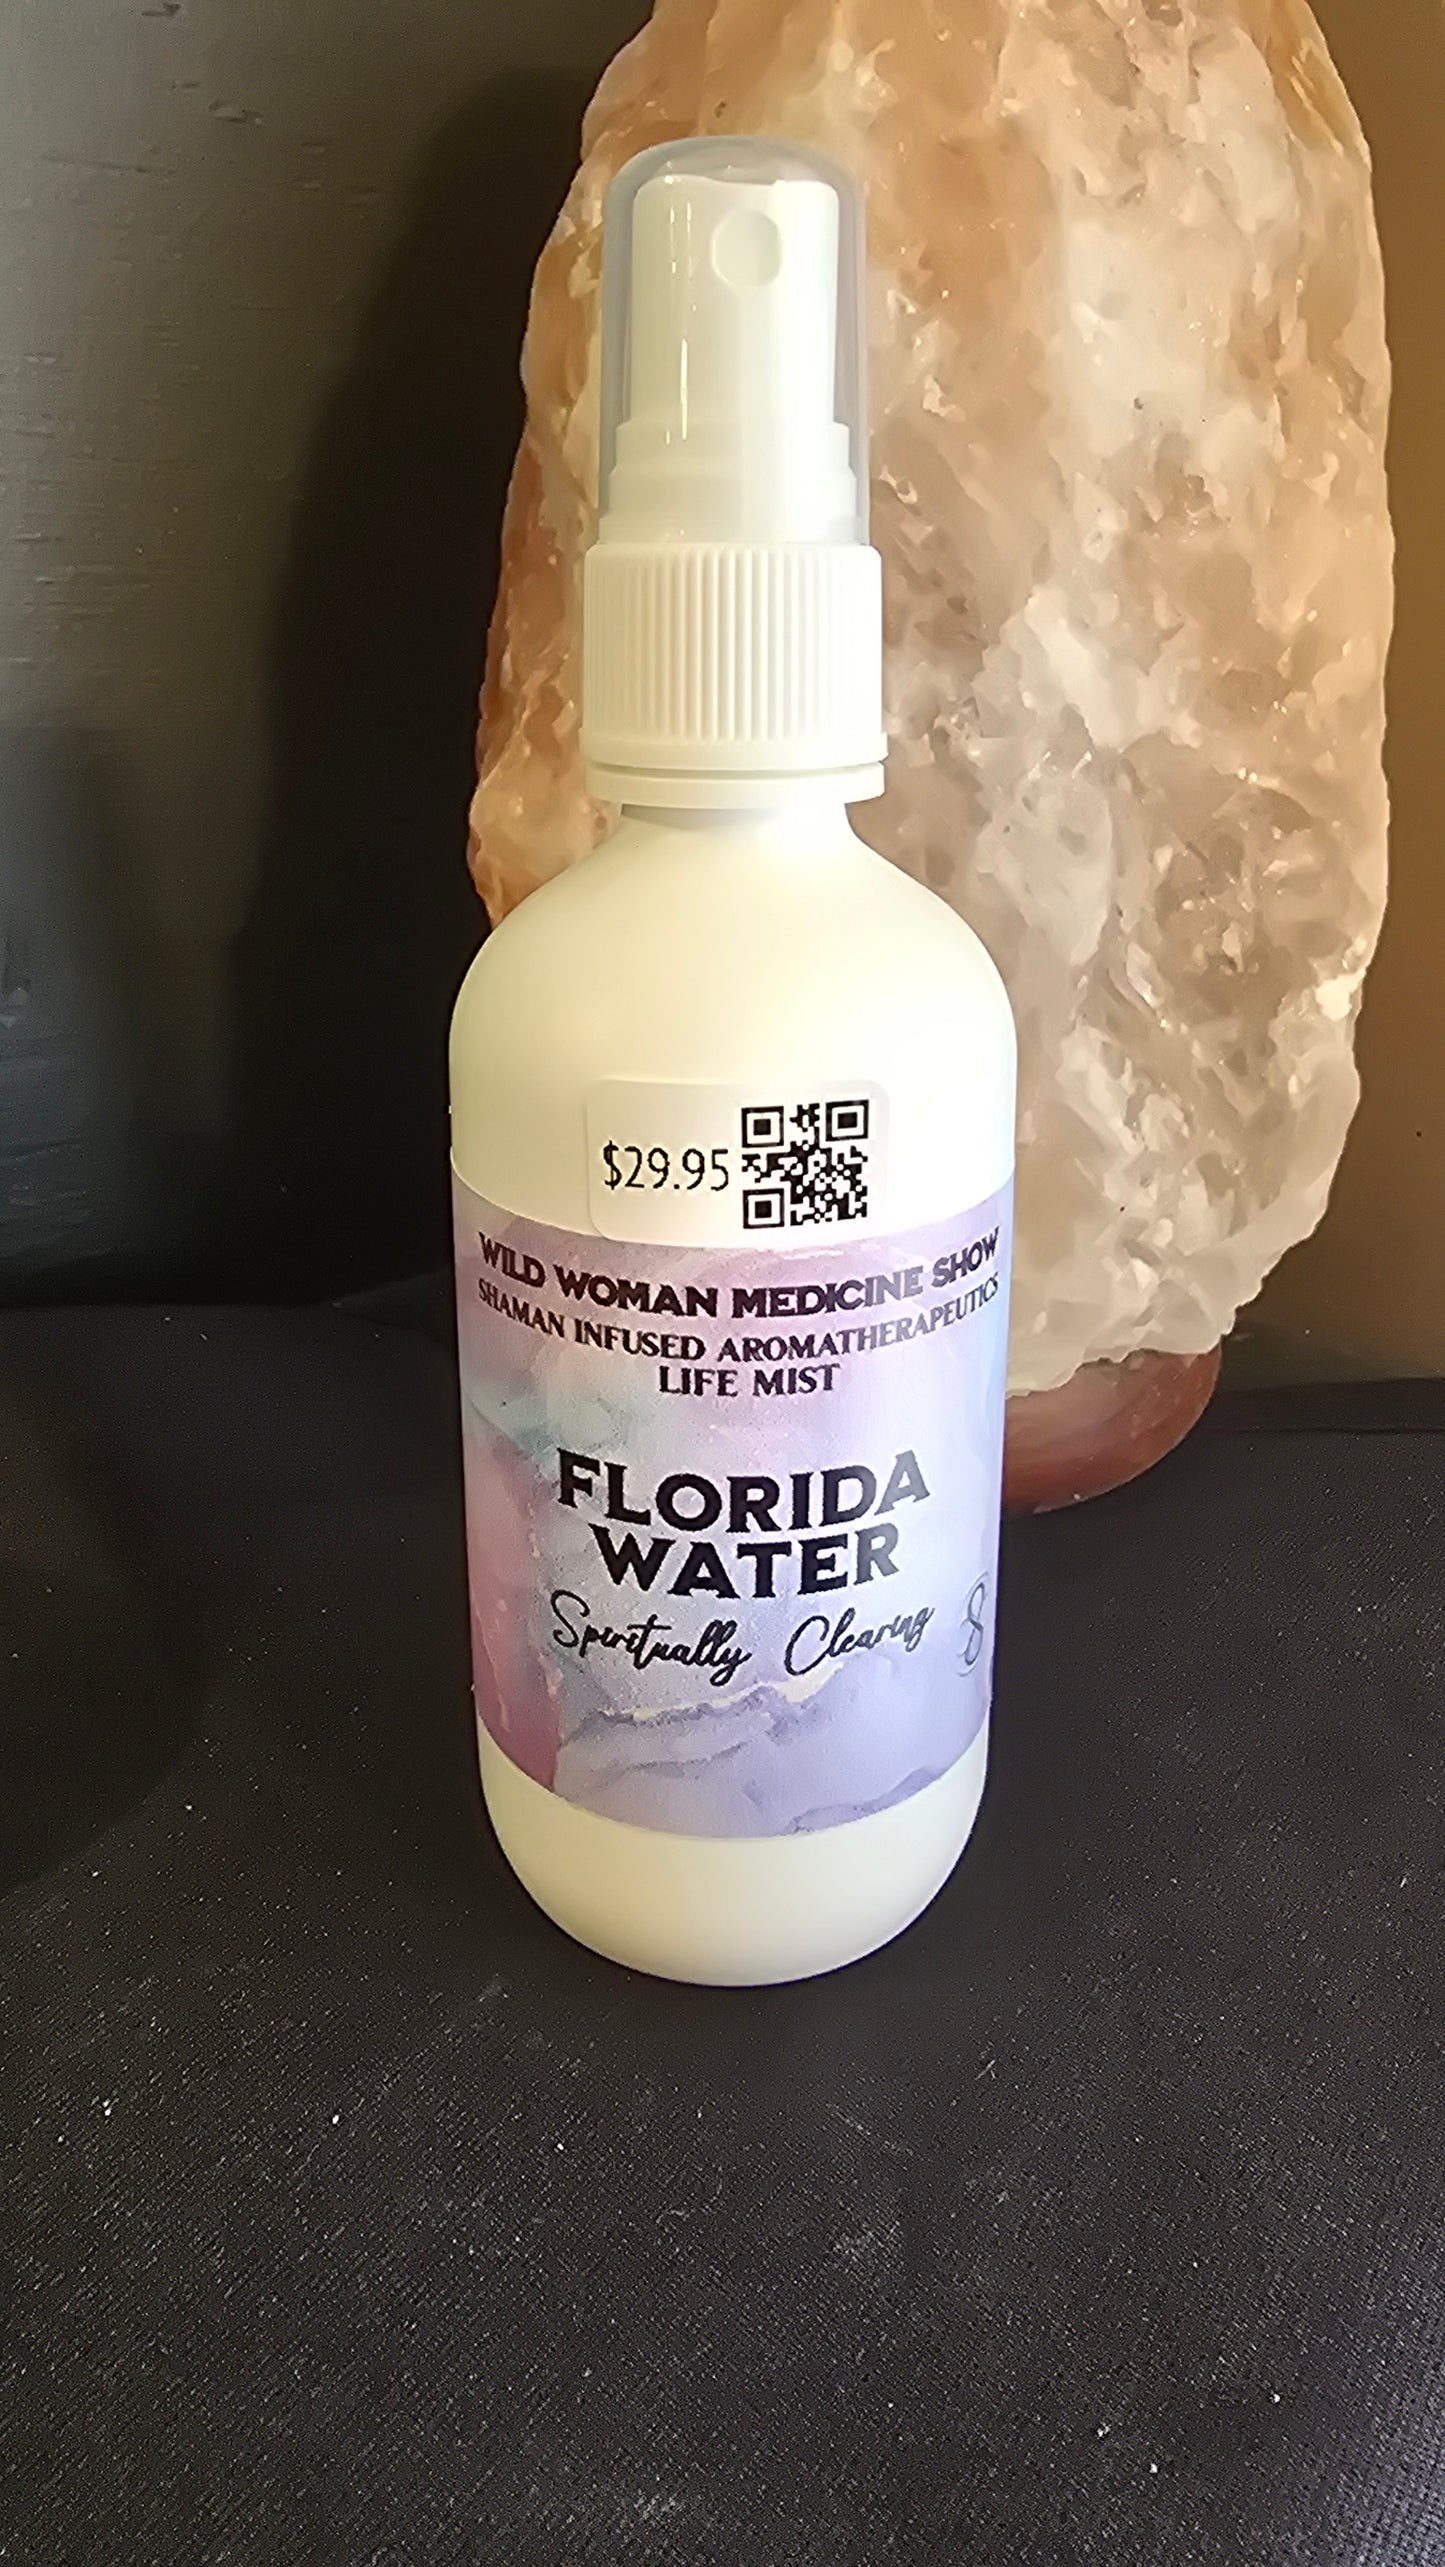 $29.95
WILD WOMAN MEDICINE SHOW
SHAMAN INFUSED AROMATHERAPEUTICS
LIFE MIST
FLORIDA
WATER
Spiritually Clearing